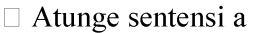 □ Atunge sentensi a